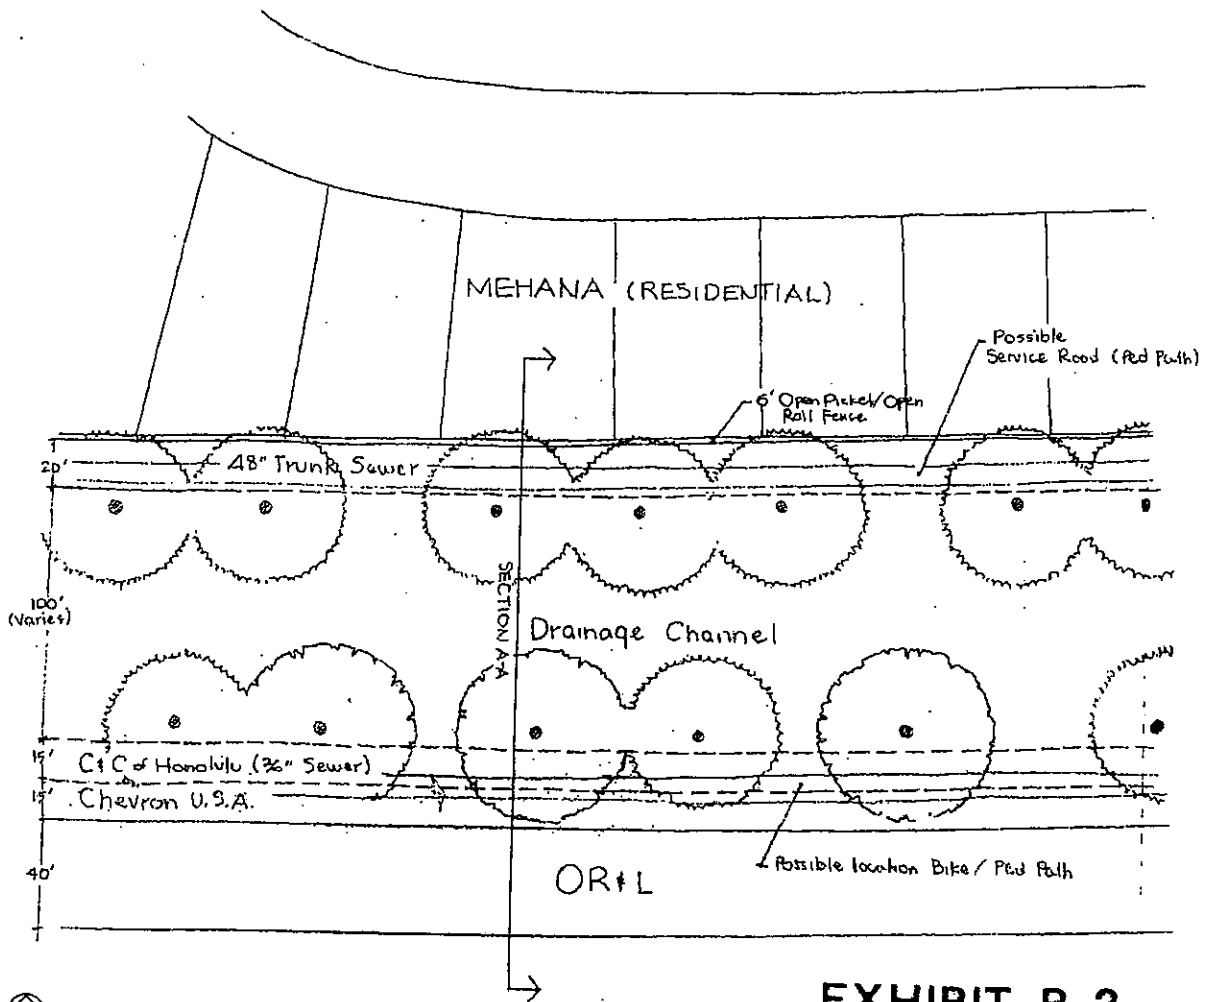 MEHANA (RESIDENTIAL)
Possible
Service Road (Ped Path)
6' Open Picket/Open
Rail Fence
20'
48" Trunk Sewer
100'
(Varies)
SECTION A-A
Drainage Channel
15'
C&C of Honolulu (36" Sewer)
15'
Chevron U.S.A.
40'
OR&L
Possible location Bike / Ped Path
EXHIBIT B-2